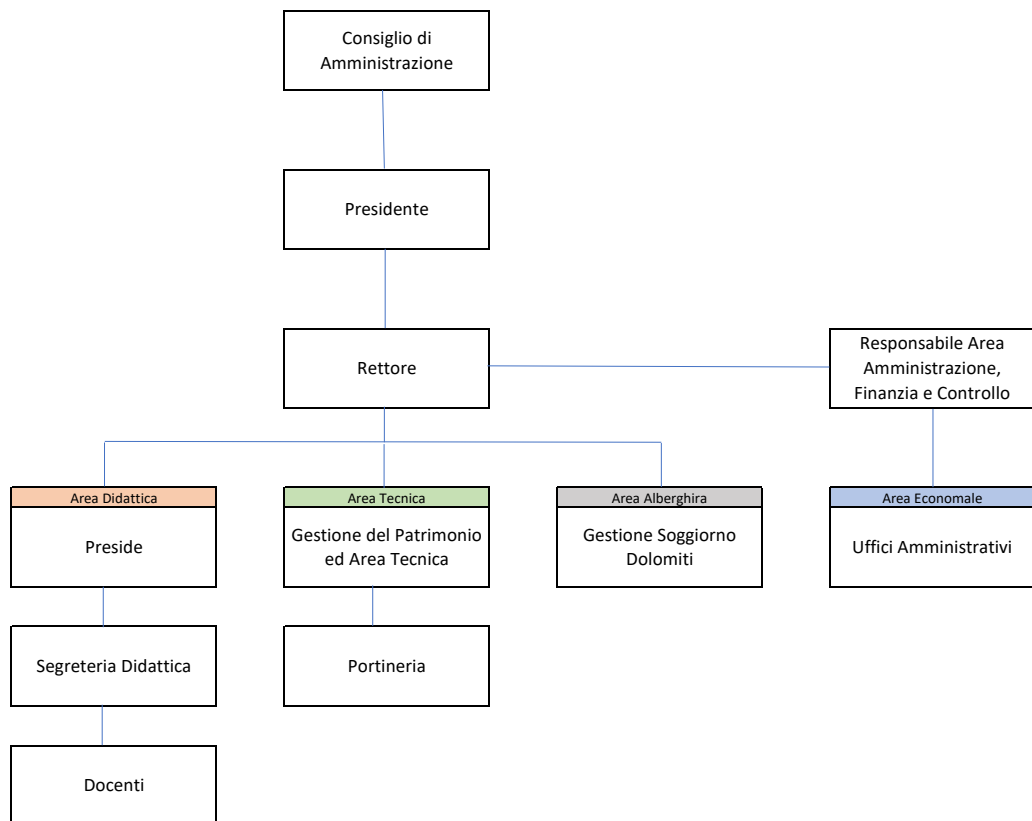 Consiglio di
Amministrazione
Presidente
Rettore
Responsabile Area
Amministrazione,
Finanzia e Controllo
Area Didattica
Preside
Area Tecnica
Gestione del Patrimonio
ed Area Tecnica
Area Alberghira
Gestione Soggiorno
Dolomiti
Area Economale
Uffici Amministrativi
Segreteria Didattica
Portineria
Docenti